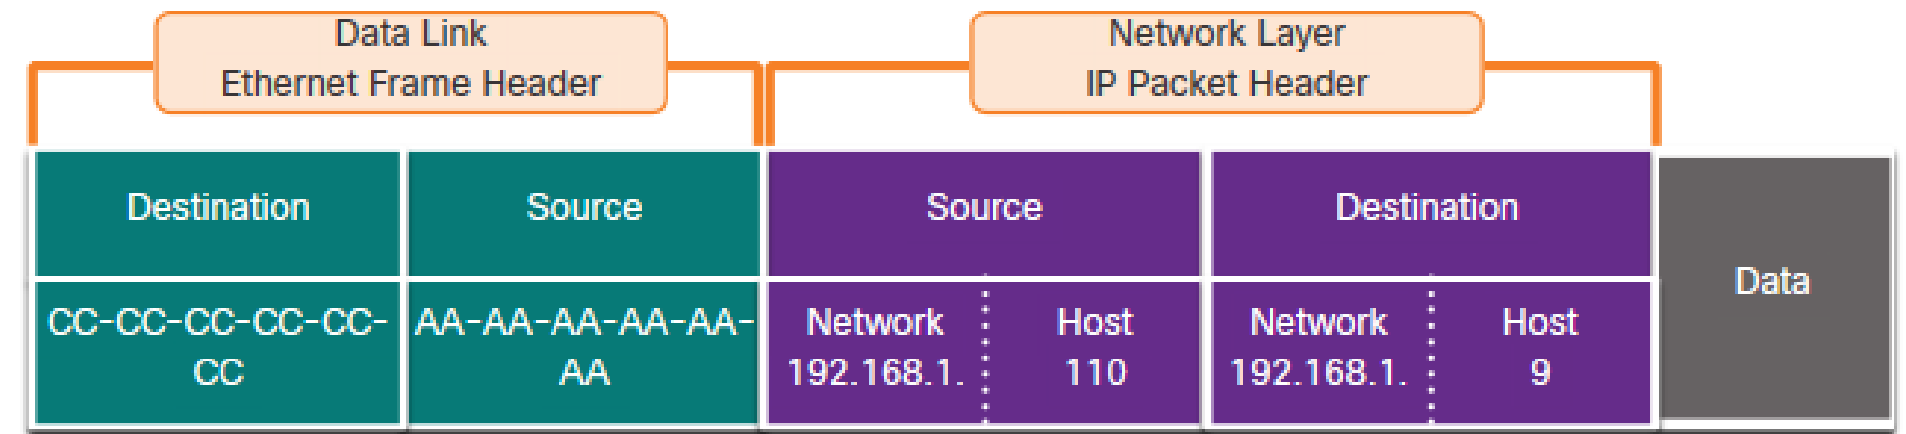 Data Link
Ethernet Frame Header
Network Layer
IP Packet Header
Destination
Source
Source
Destination
Data
CC-CC-CC-CC-CC-
CC
AA-AA-AA-AA-AA-
AA
Network
192.168.1.
Host
110
Network
192.168.1.
Host
9